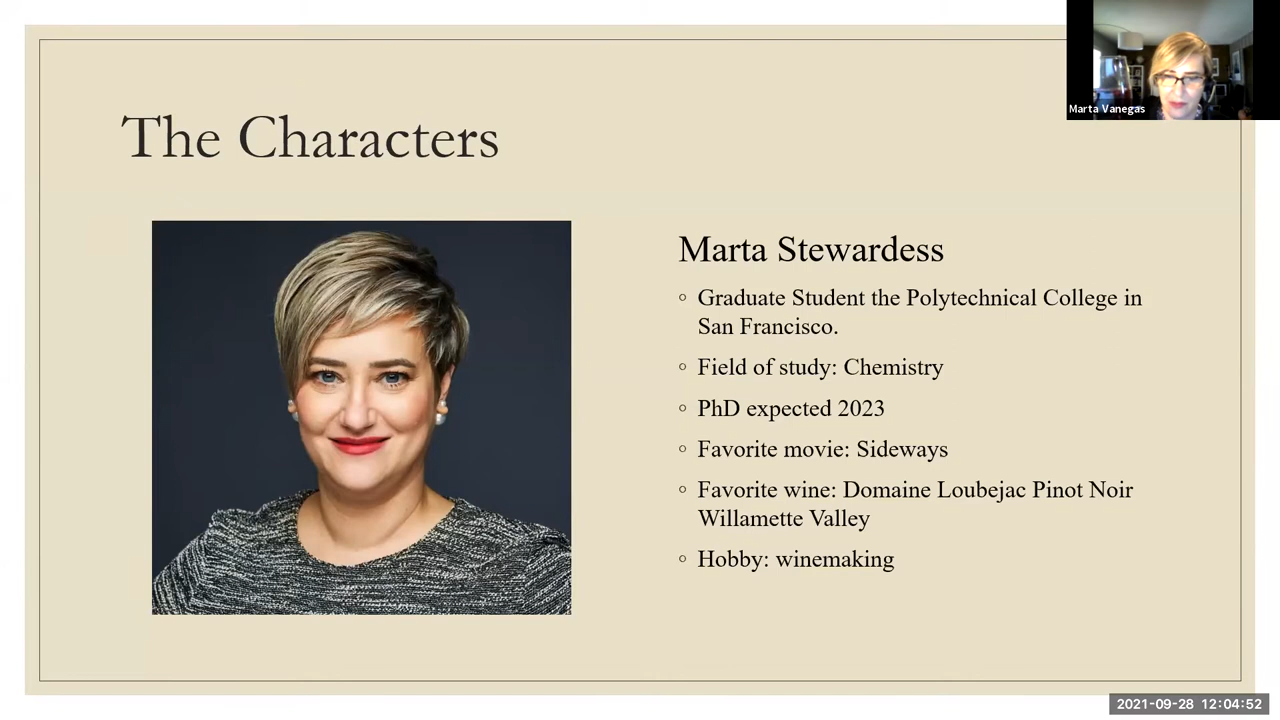 Marta Vanegas
The Characters
Marta Stewardess
◦ Graduate Student the Polytechnical College in
San Francisco.
◦ Field of study: Chemistry
◦ PhD expected 2023
◦ Favorite movie: Sideways
◦ Favorite wine: Domaine Loubejac Pinot Noir
Willamette Valley
◦ Hobby: winemaking
2021-09-28 12:04:52